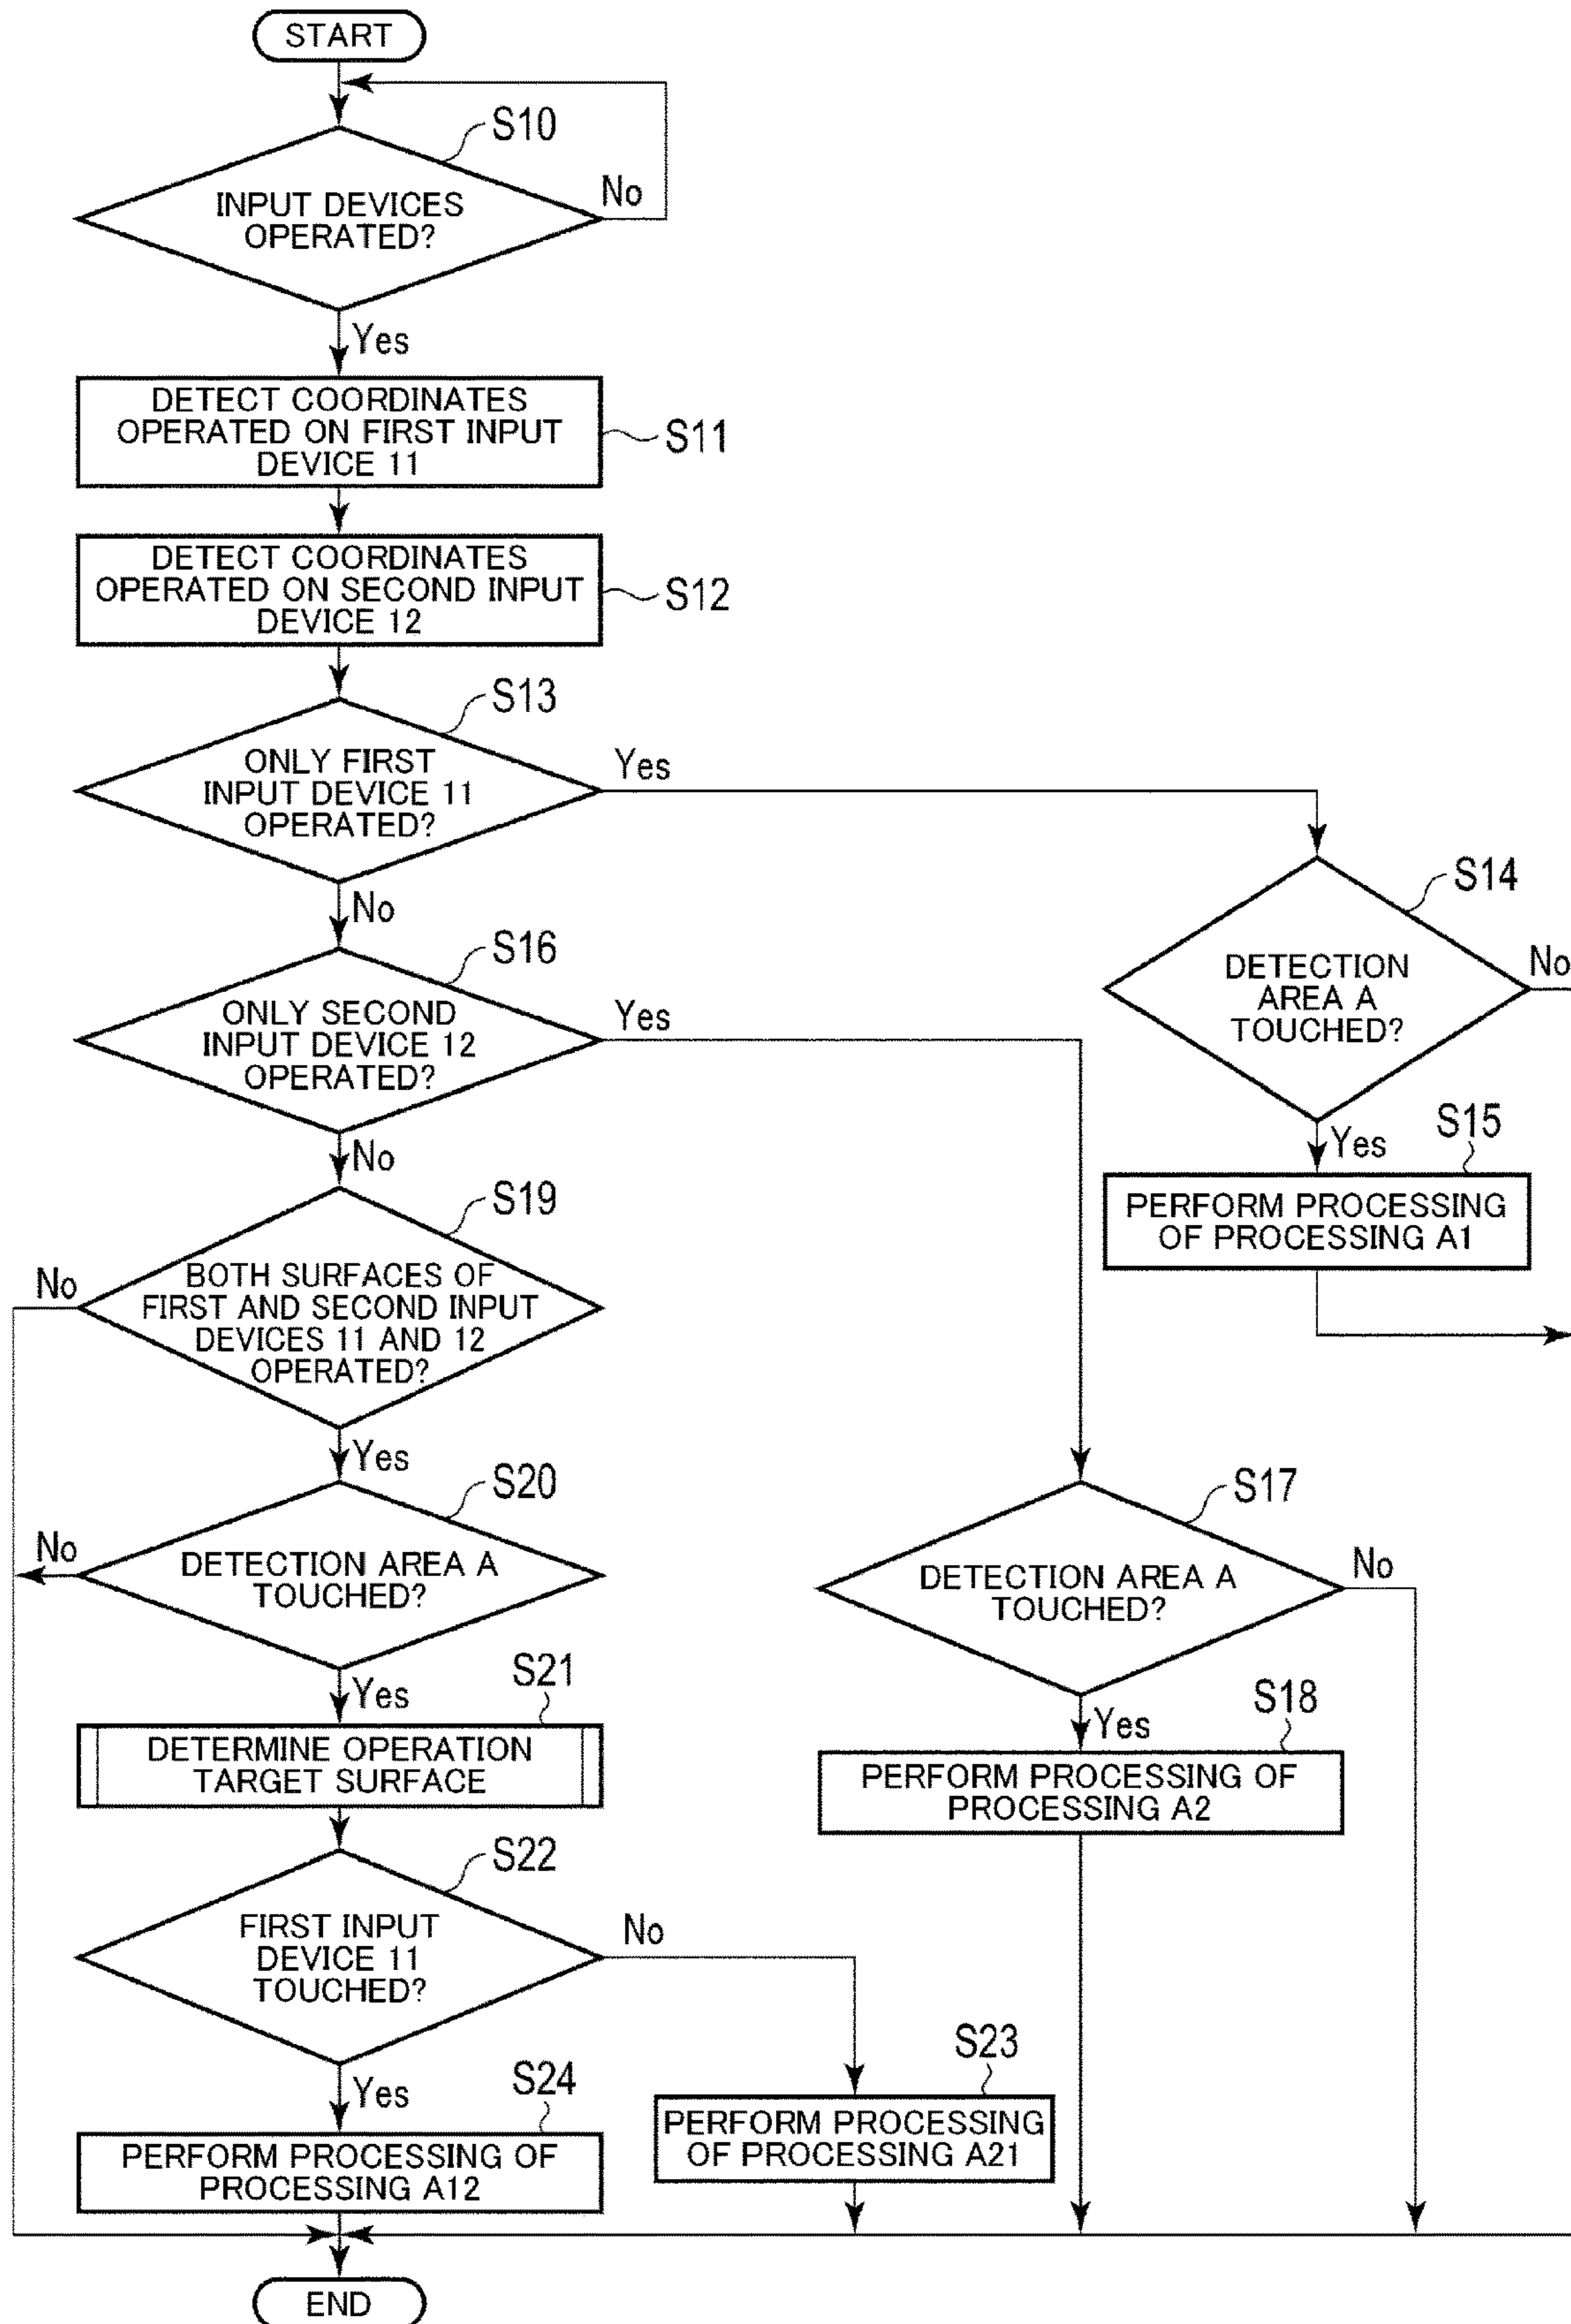 START
S10
INPUT DEVICES
OPERATED?
No
Yes
DETECT COORDINATES
OPERATED ON FIRST INPUT
DEVICE 11
S11
DETECT COORDINATES
OPERATED ON SECOND INPUT
DEVICE 12
S12
S13
ONLY FIRST
INPUT DEVICE 11
OPERATED?
Yes
No
S14
DETECTION
AREA A
TOUCHED?
No
Yes
S15
PERFORM PROCESSING
OF PROCESSING A1
S16
ONLY SECOND
INPUT DEVICE 12
OPERATED?
Yes
No
S17
DETECTION AREA A
TOUCHED?
No
Yes
S18
PERFORM PROCESSING OF
PROCESSING A2
S19
BOTH SURFACES OF
FIRST AND SECOND INPUT
DEVICES 11 AND 12
OPERATED?
No
Yes
S20
DETECTION AREA A
TOUCHED?
No
Yes
S21
DETERMINE OPERATION
TARGET SURFACE
S22
FIRST INPUT
DEVICE 11
TOUCHED?
No
Yes
S23
PERFORM PROCESSING
OF PROCESSING A21
S24
PERFORM PROCESSING OF
PROCESSING A12
END